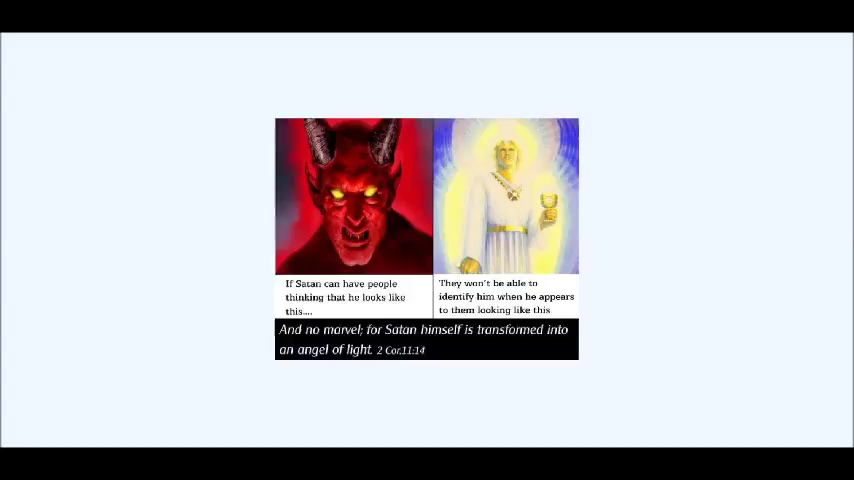 If Satan can have people
thinking that he looks like
this....
They won't be able to
identify him when he appears
to them looking like this
And no marvel; for Satan himself is transformed into
an angel of light. 2 Cor.11:14